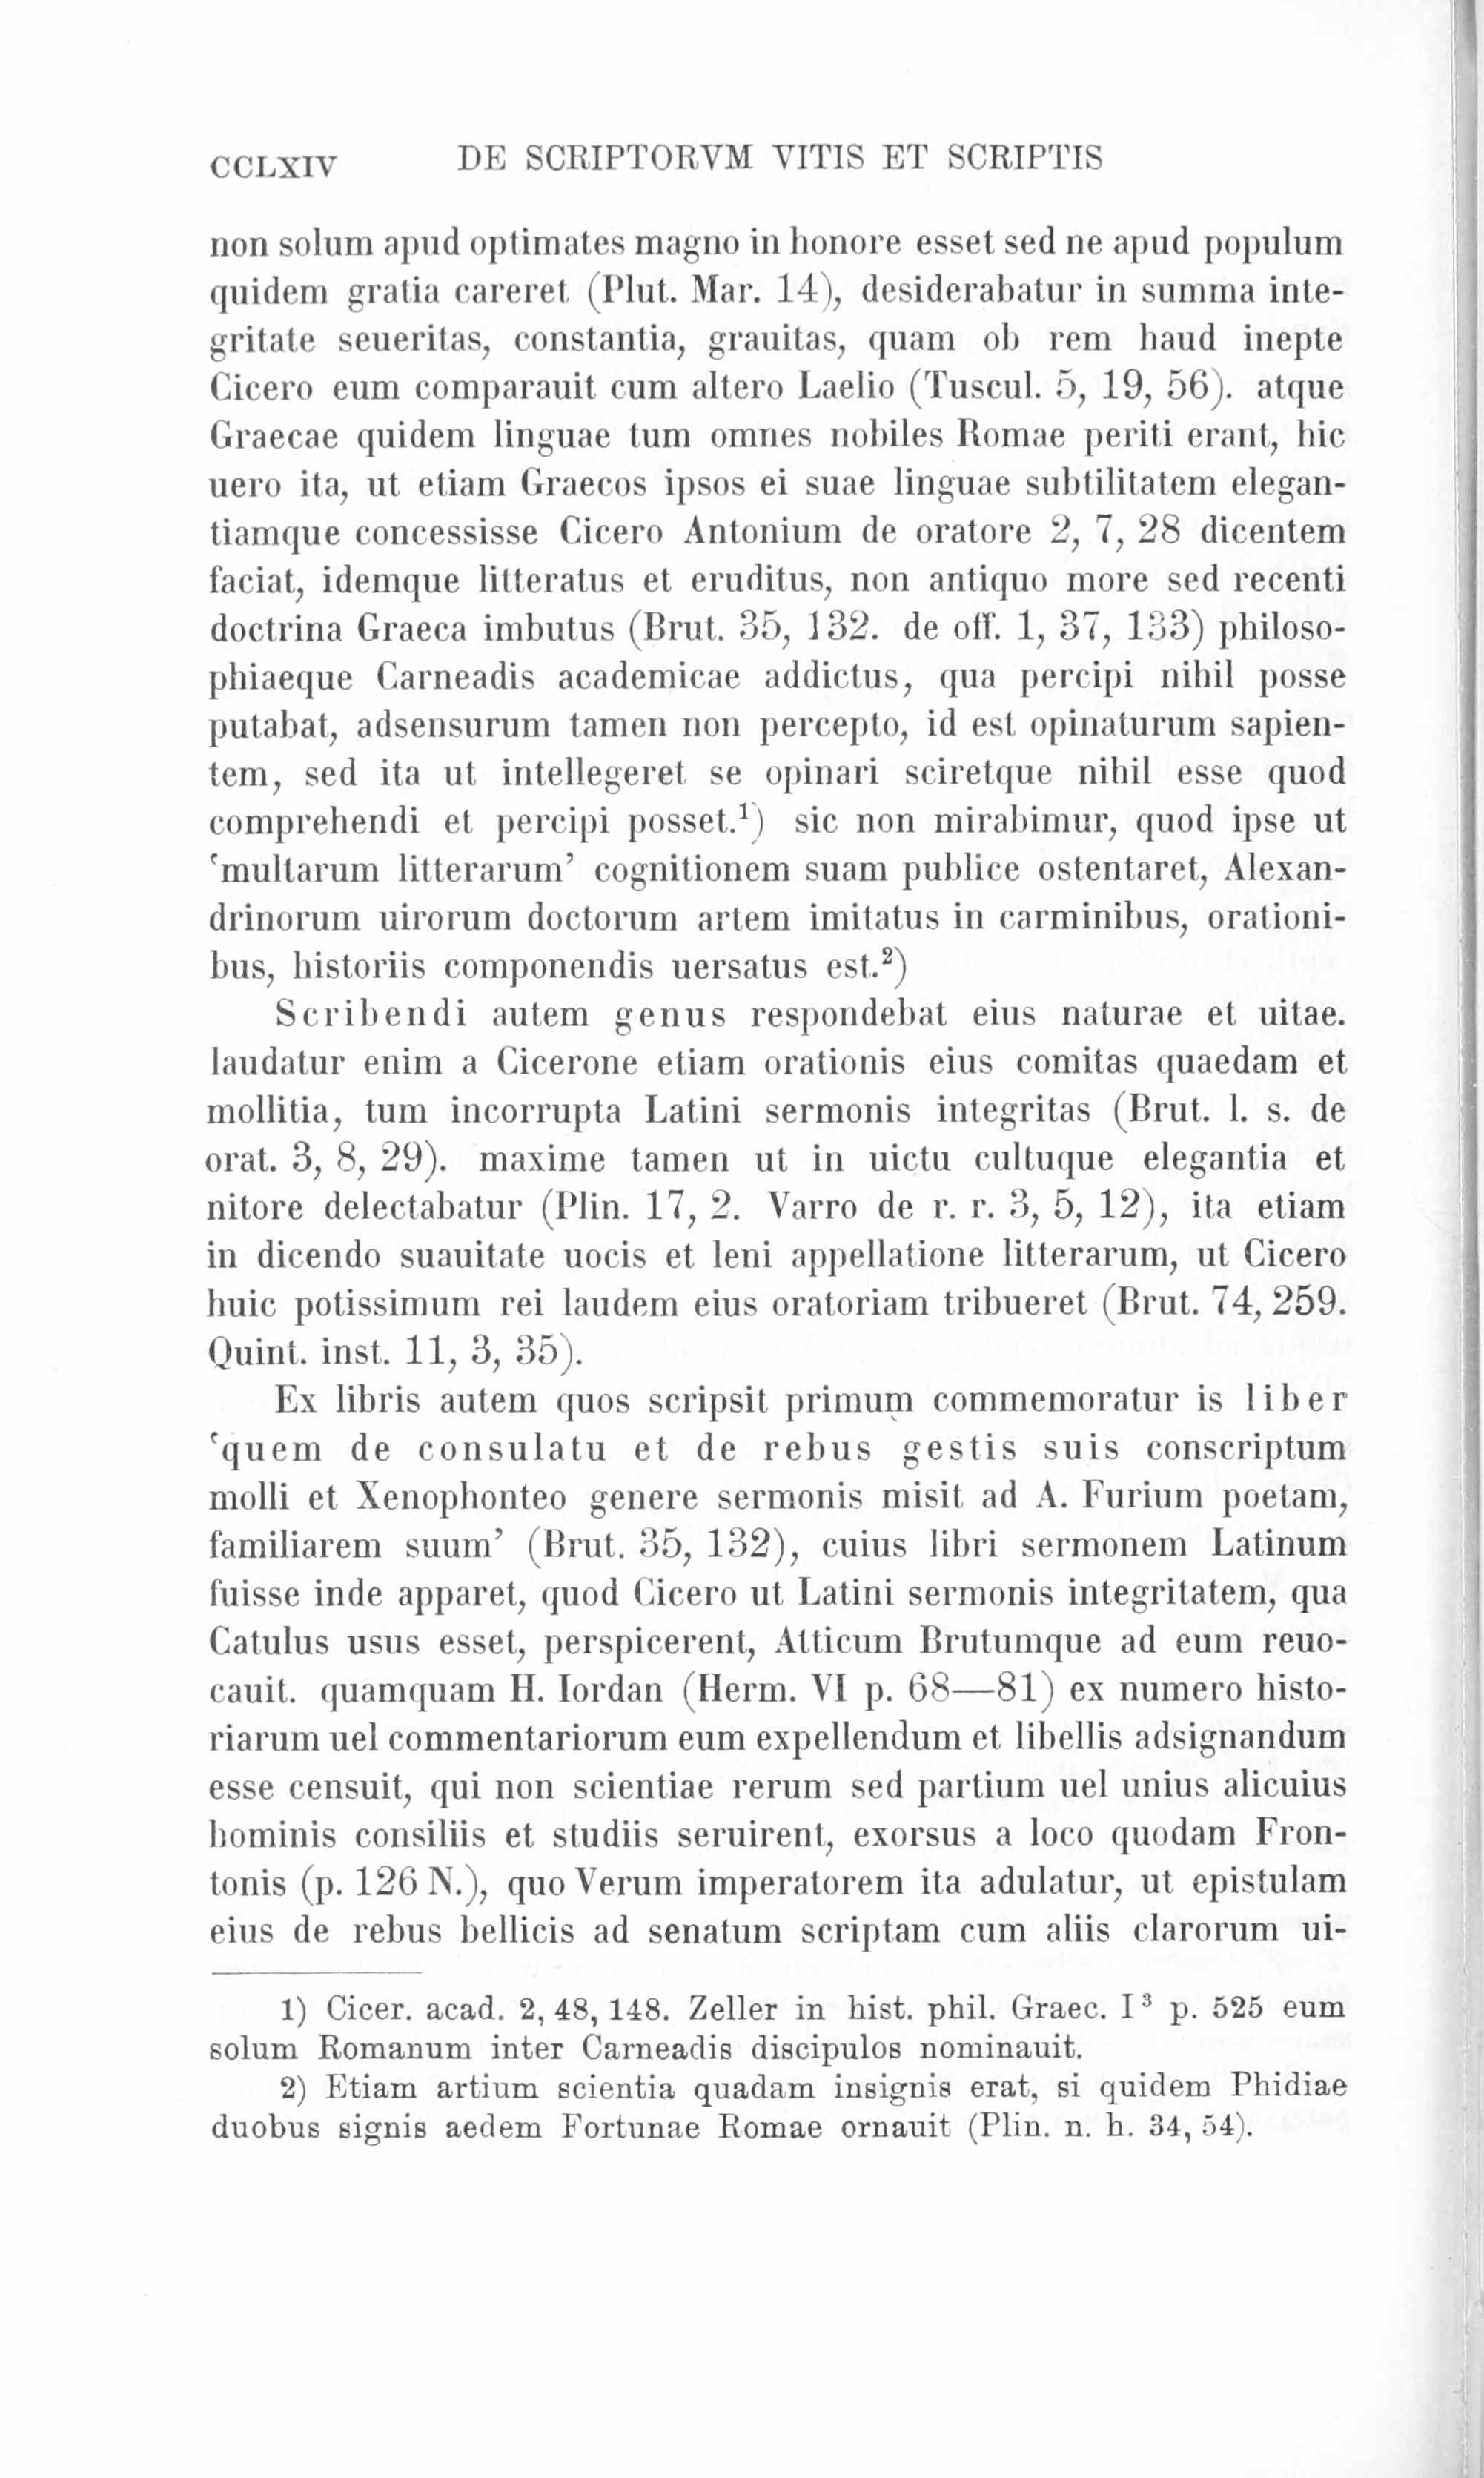 CCLXIV DE SCRIPTORVM VITIS ET SCRIPTIS
non solum apud optimates magno in honore esset sed ne apud populum
quidem gratia careret (Plut. Mar. 14), desiderabatur in summa inte-
gritate seueritas, constantia, grauitas, quam ob rem haud inepte
Cicero eum comparauit cum altero Laelio (Tuscul. 5, 19, 56). atque
Graecae quidem linguae tum omnes nobiles Romae periti erant, hic
uero ita, ut etiam Graecos ipsos ei suae linguae subtilitatem elegan-
tiamque concessisse Cicero Antonium de oratore 2, 7, 28 dicentem
faciat, idemque litteratus et eruditus, non antiquo more sed recenti
doctrina Graeca imbutus (Brut. 35, 132. de off. 1, 37, 133) philoso-
phiaeque Carneadis academicae addictus, qua percipi nihil posse
putabat, adsensurum tamen non percepto, id est opinaturum sapien-
tem, sed ita ut intellegeret se opinari sciretque nihil esse quod
comprehendi et percipi posset.¹) sic non mirabimur, quod ipse ut
‘multarum litterarum’ cognitionem suam publice ostentaret, Alexan-
drinorum uirorum doctorum artem imitatus in carminibus, orationi-
bus, historiis componendis uersatus est.²)
Scribendi autem genus respondebat eius naturae et uitae.
laudatur enim a Cicerone etiam orationis eius comitas quaedam et
mollitia, tum incorrupta Latini sermonis integritas (Brut. l. s. de
orat. 3, 8, 29). maxime tamen ut in uictu cultuque elegantia et
nitore delectabatur (Plin. 17, 2. Varro de r. r. 3, 5, 12), ita etiam
in dicendo suauitate uocis et leni appellatione litterarum, ut Cicero
huic potissimum rei laudem eius oratoriam tribueret (Brut. 74, 259.
Quint. inst. 11, 3, 35).
Ex libris autem quos scripsit primum commemoratur is liber
‘quem de consulatu et de rebus gestis suis conscriptum
molli et Xenophonteo genere sermonis misit ad A. Furium poetam,
familiarem suum’ (Brut. 35, 132), cuius libri sermonem Latinum
fuisse inde apparet, quod Cicero ut Latini sermonis integritatem, qua
Catulus usus esset, perspicerent, Atticum Brutumque ad eum reuo-
cauit. quamquam H. Iordan (Herm. VI p. 68—81) ex numero histo-
riarum uel commentariorum eum expellendum et libellis adsignandum
esse censuit, qui non scientiae rerum sed partium uel unius alicuius
hominis consiliis et studiis seruirent, exorsus a loco quodam Fron-
tonis (p. 126 N.), quo Verum imperatorem ita adulatur, ut epistulam
eius de rebus bellicis ad senatum scriptam cum aliis clarorum ui-
1) Cicer. acad. 2, 48, 148. Zeller in hist. phil. Graec. I³ p. 525 eum
solum Romanum inter Carneadis discipulos nominauit.
2) Etiam artium scientia quadam insignis erat, si quidem Phidiae
duobus signis aedem Fortunae Romae ornauit (Plin. n. h. 34, 54).